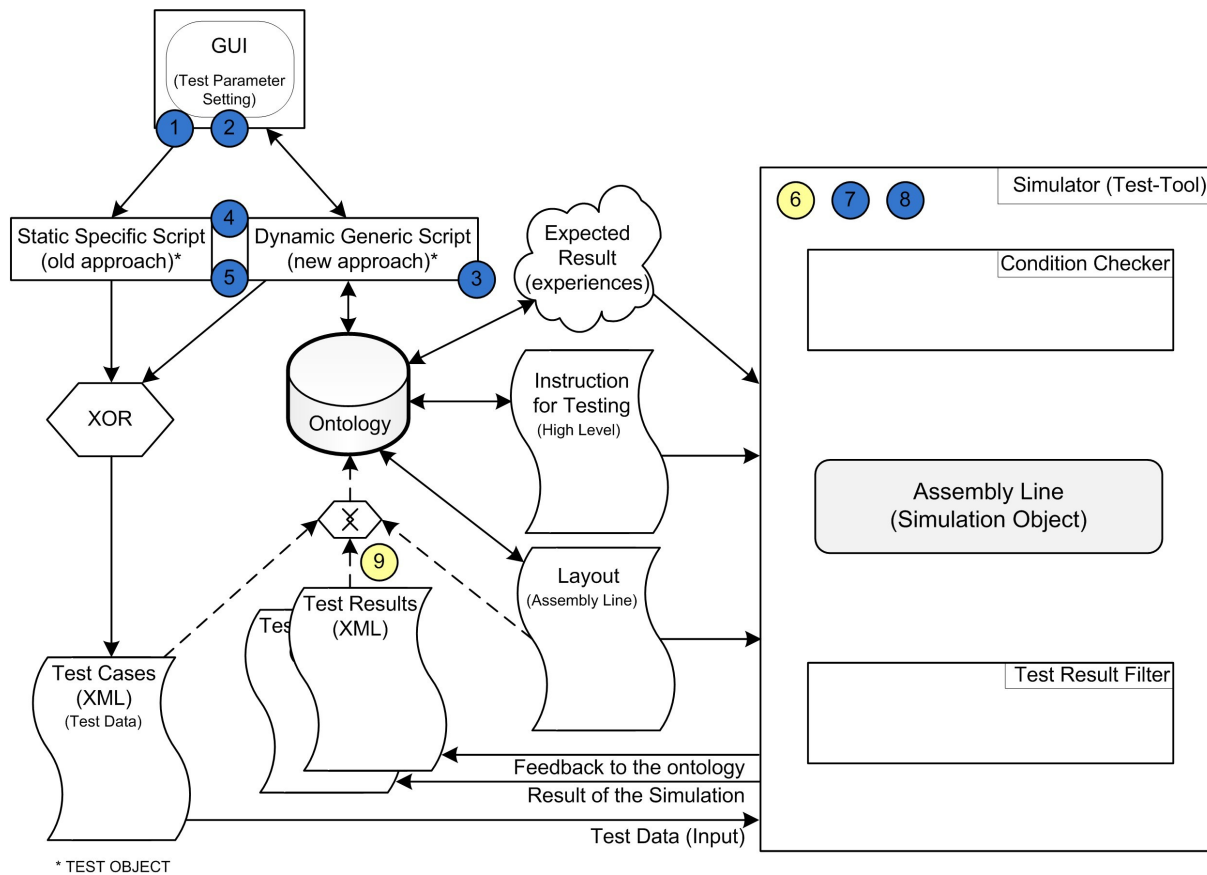 GUI
(Test Parameter
Setting)
1
2
Static Specific Script
(old approach)*
4
5
Dynamic Generic Script
(new approach)*
3
Expected
Result
(experiences)
6
7
8
Simulator (Test-Tool)
Condition Checker
XOR
Ontology
Instruction
for Testing
(High Level)
Assembly Line
(Simulation Object)
9
Layout
(Assembly Line)
Tes
Test Results
(XML)
Test Cases
(XML)
(Test Data)
Test Result Filter
Feedback to the ontology
Result of the Simulation
Test Data (Input)
* TEST OBJECT